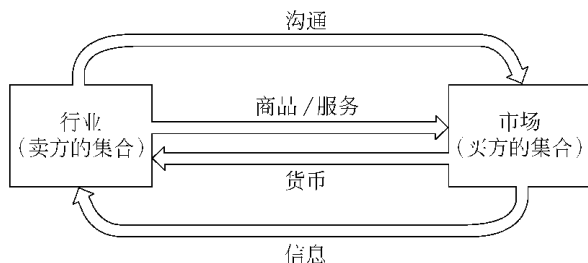 沟通
行业
（卖方的集合）
商品/服务
市场
（买方的集合）
货币
信息